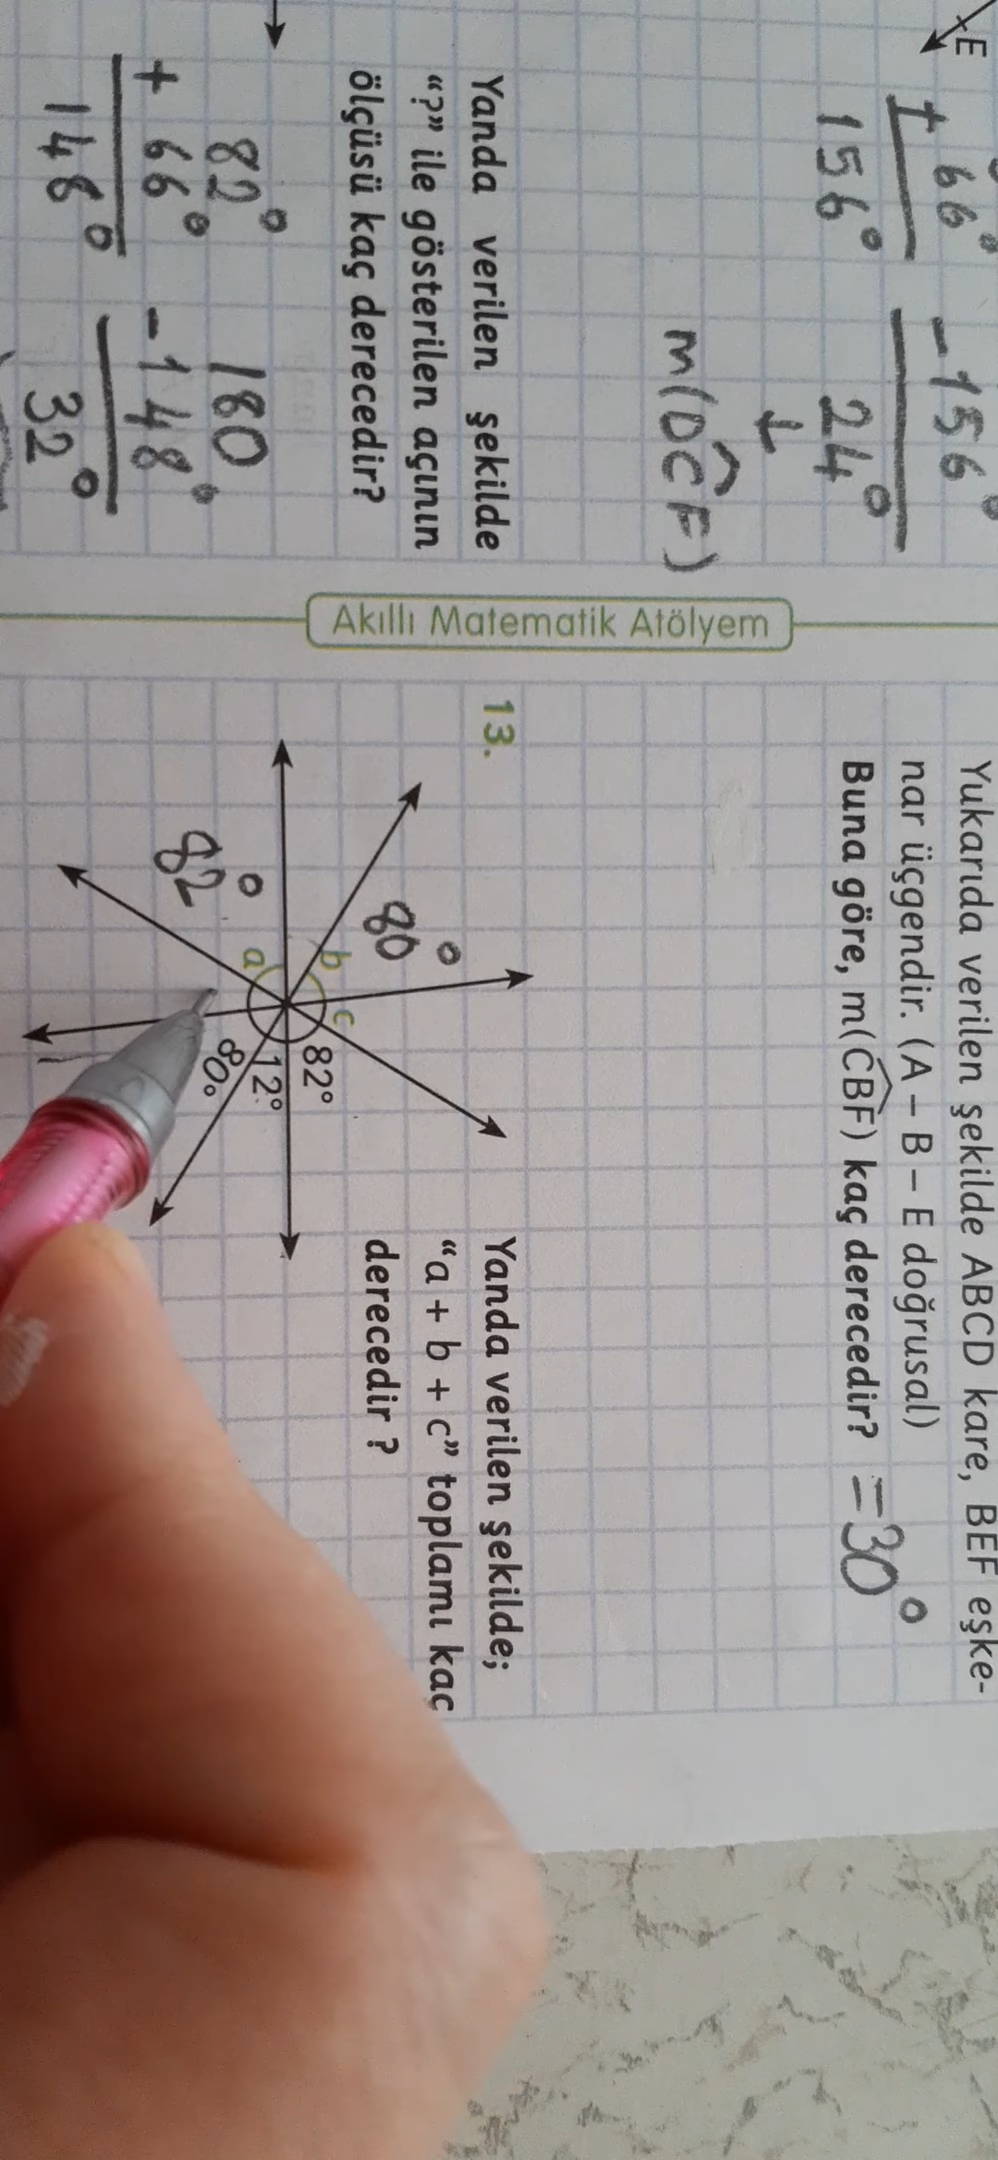 E
66°
+
156°
-156°
24°
↓
m(DĈF)
Yanda verilen şekilde
“?” ile gösterilen açının
ölçüsü kaç derecedir?
82°
+ 66°
148°
180
-148°
32°
Akıllı Matematik Atölyem
Yukarıda verilen şekilde ABCD kare, BEF eşke-
nar üçgendir. (A – B – E doğrusal)
Buna göre, m(CBF) kaç derecedir? =30°
13.
80°
82°
b
c
a
82°
12°
80°
Yanda verilen şekilde;
“a + b + c” toplamı kaç
derecedir ?